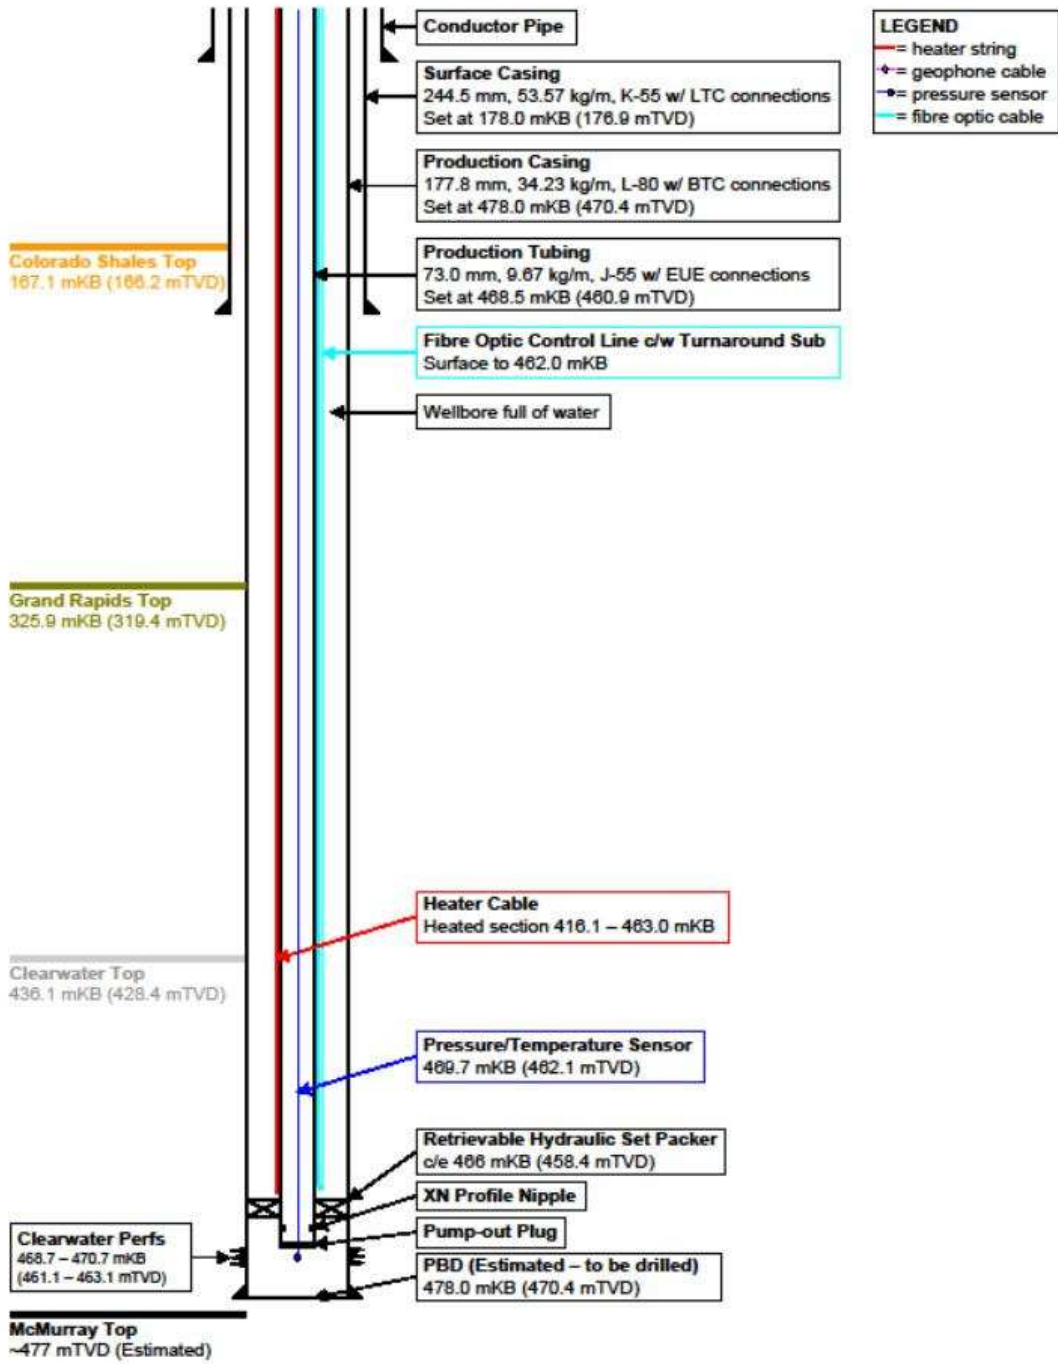 Conductor Pipe
LEGEND
= heater string
= geophone cable
= pressure sensor
= fibre optic cable
Surface Casing
244.5 mm, 53.57 kg/m, K-55 w/ LTC connections
Set at 178.0 mKB (176.9 mTVD)
Production Casing
177.8 mm, 34.23 kg/m, L-80 w/ BTC connections
Set at 478.0 mKB (470.4 mTVD)
Production Tubing
73.0 mm, 9.67 kg/m, J-55 w/ EUE connections
Set at 468.5 mKB (460.9 mTVD)
Colorado Shales Top
167.1 mKB (166.2 mTVD)
Fibre Optic Control Line c/w Turnaround Sub
Surface to 462.0 mKB
Wellbore full of water
Grand Rapids Top
325.9 mKB (319.4 mTVD)
Heater Cable
Heated section 416.1 – 463.0 mKB
Clearwater Top
436.1 mKB (428.4 mTVD)
Pressure/Temperature Sensor
469.7 mKB (462.1 mTVD)
Retrievable Hydraulic Set Packer
c/e 466 mKB (458.4 mTVD)
XN Profile Nipple
Pump-out Plug
Clearwater Perfs
468.7 – 470.7 mKB
(461.1 – 463.1 mTVD)
PBD (Estimated – to be drilled)
478.0 mKB (470.4 mTVD)
McMurray Top
~477 mTVD (Estimated)